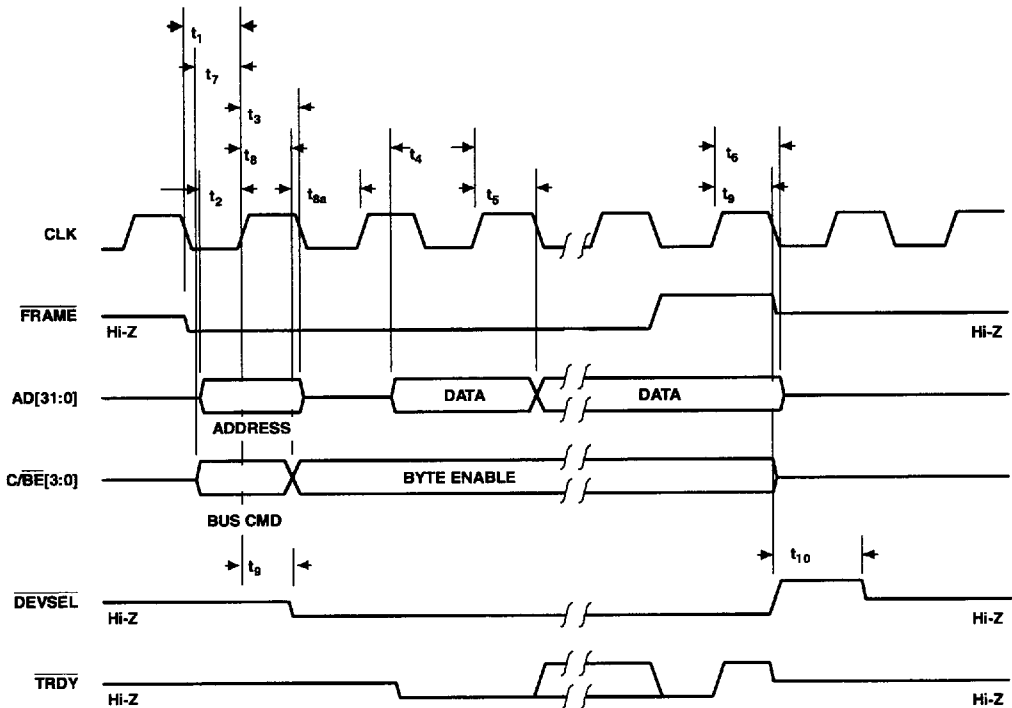 t1
t7
t3
t8
t4
t6
t2
t8a
t5
t9
CLK
FRAME
Hi-Z
Hi-Z
AD[31:0]
DATA
DATA
ADDRESS
C/BE[3:0]
BYTE ENABLE
BUS CMD
t9
t10
DEVSEL
Hi-Z
Hi-Z
TRDY
Hi-Z
Hi-Z